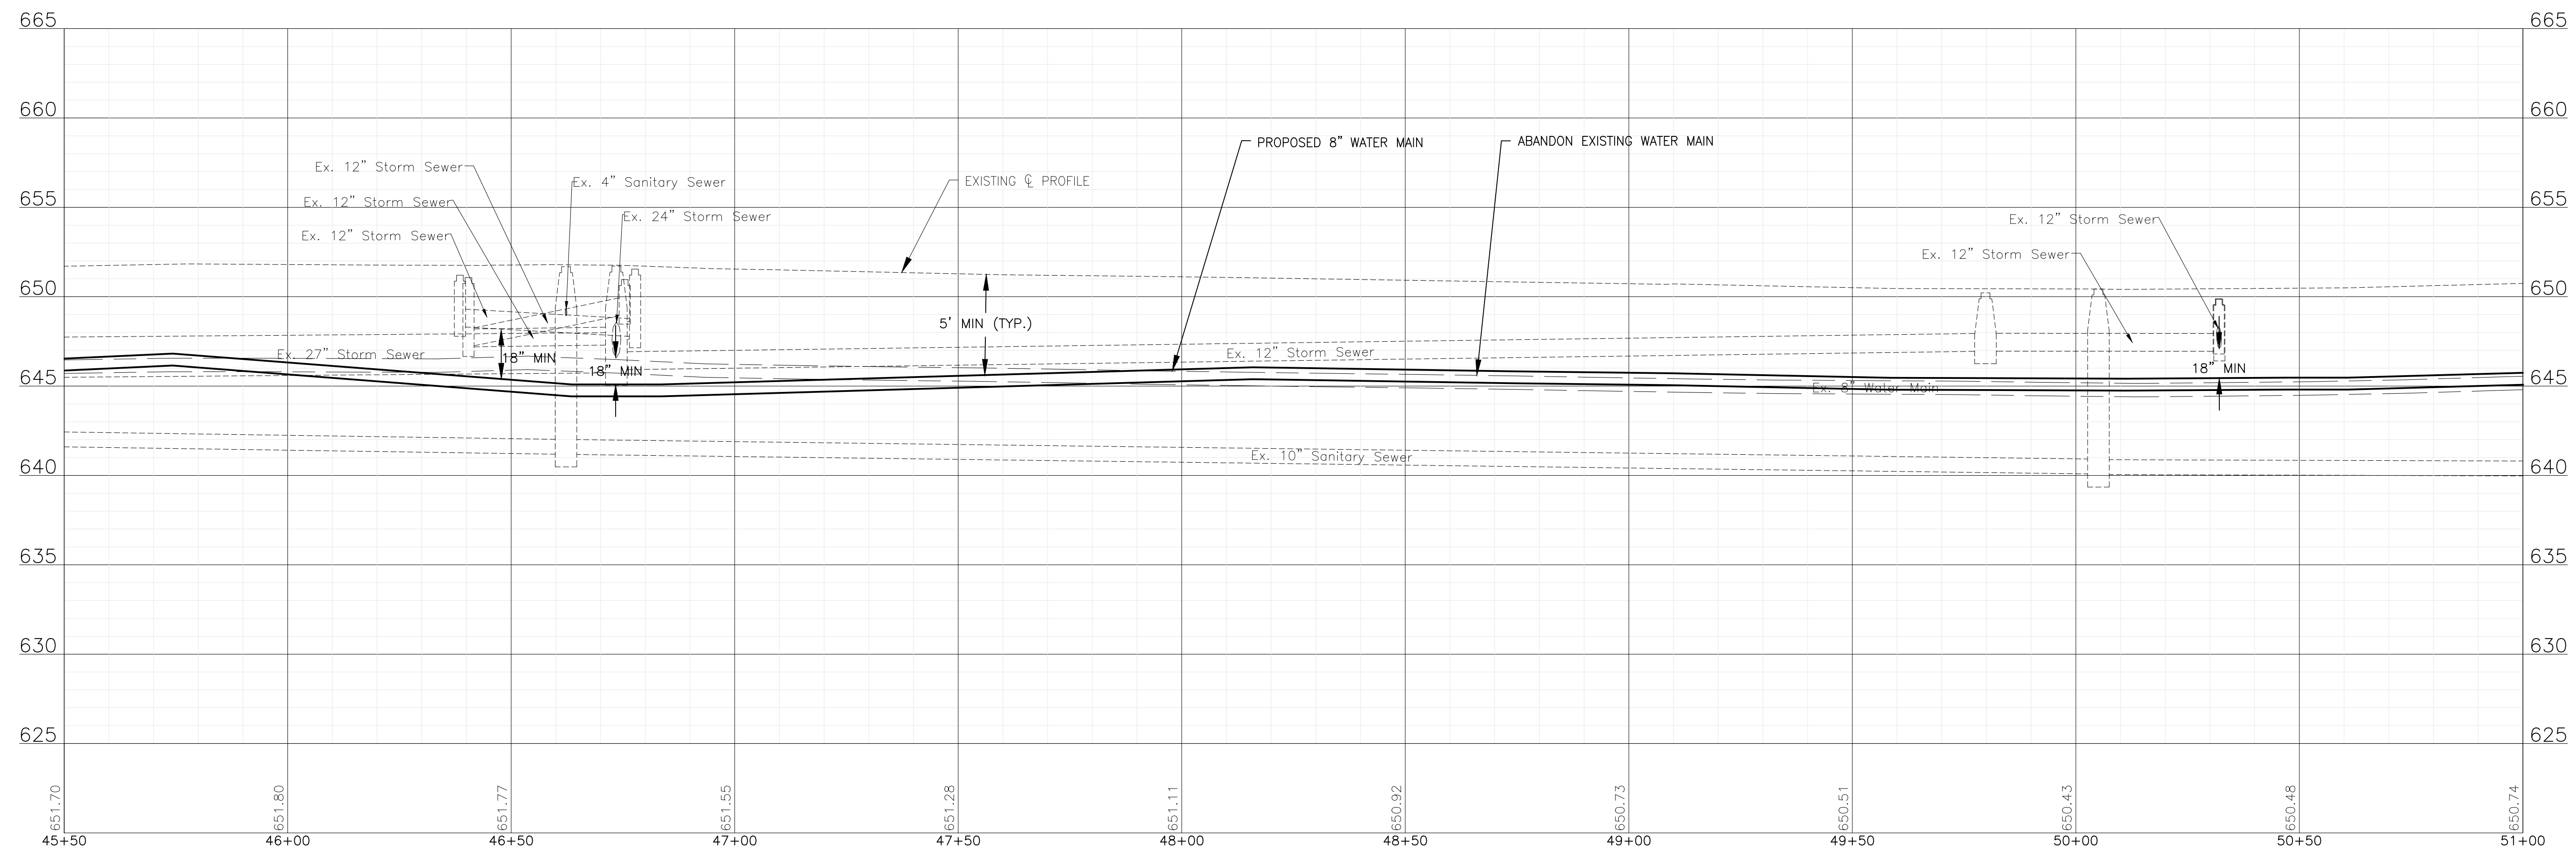 665 665
660 660
PROPOSED 8" WATER MAIN
ABANDON EXISTING WATER MAIN
Ex. 12" Storm Sewer
Ex. 4" Sanitary Sewer
EXISTING ℄ PROFILE
655 655
Ex. 12" Storm Sewer
Ex. 24" Storm Sewer
Ex. 12" Storm Sewer
Ex. 12" Storm Sewer
Ex. 12" Storm Sewer
650 650
5' MIN (TYP.)
Ex. 27" Storm Sewer
18" MIN
Ex. 12" Storm Sewer
18" MIN
18" MIN
645 645
Ex. 8" Water Main
Ex. 10" Sanitary Sewer
640 640
635 635
630 630
625 625
651.70 651.80 651.77 651.55 651.28 651.11 650.92 650.73 650.51 650.43 650.48 650.74
45+50 46+00 46+50 47+00 47+50 48+00 48+50 49+00 49+50 50+00 50+50 51+00